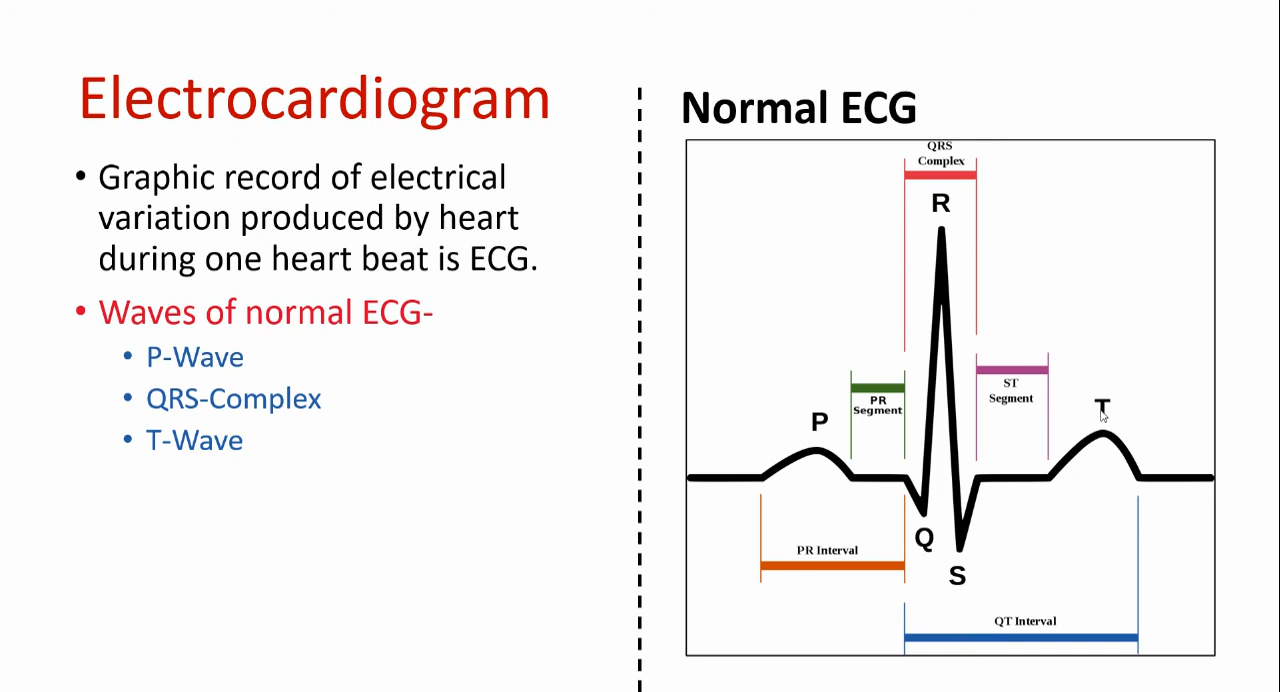 Electrocardiogram
• Graphic record of electrical
variation produced by heart
during one heart beat is ECG.
• Waves of normal ECG-
• P-Wave
• QRS-Complex
• T-Wave
Normal ECG
QRS
Complex
R
ST
Segment
PR
Segment
T
P
Q
PR Interval
S
QT Interval